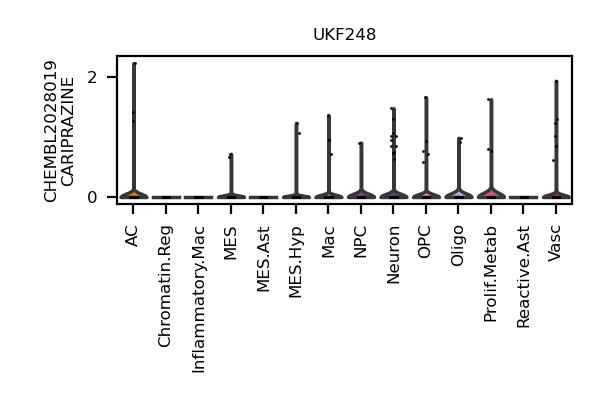 UKF248
CHEMBL2028019
CARIPRAZINE
2
0
AC
Chromatin.Reg
Inflammatory.Mac
MES
MES.Ast
MES.Hyp
Mac
NPC
Neuron
OPC
Oligo
Prolif.Metab
Reactive.Ast
Vasc